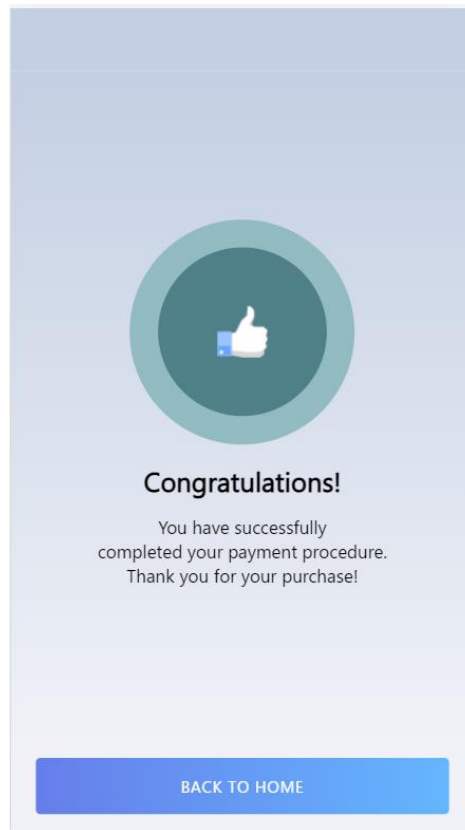 Congratulations!
You have successfully
completed your payment procedure.
Thank you for your purchase!
BACK TO HOME